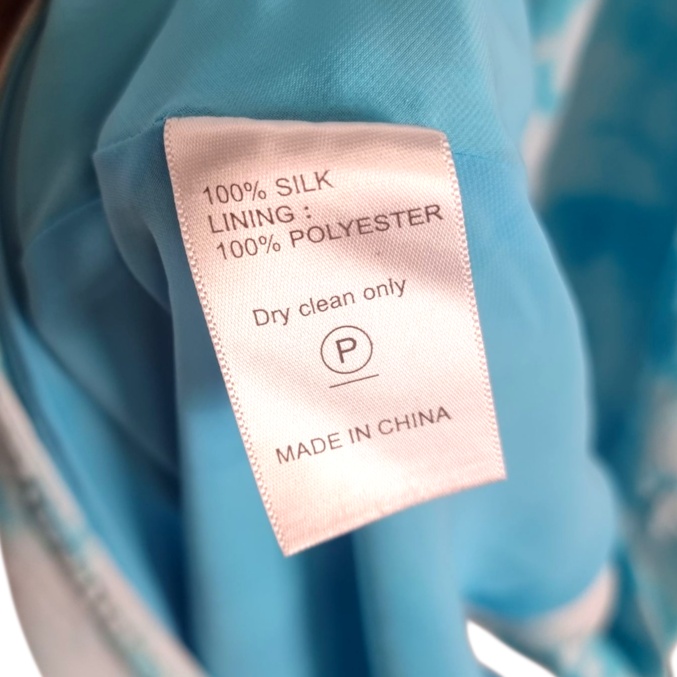 100% SILK
LINING :
100% POLYESTER
Dry clean only
P
MADE IN CHINA